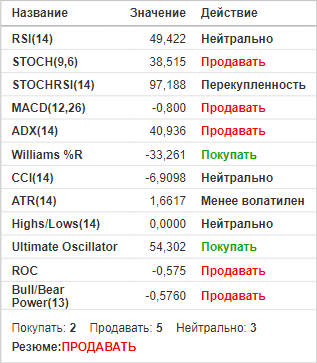 Название Значение Действие
RSI(14) 49,422 Нейтрально
STOCH(9,6) 38,515 Продавать
STOCHRSI(14) 97,188 Перекупленность
MACD(12,26) -0,800 Продавать
ADX(14) 40,936 Продавать
Williams %R -33,261 Покупать
CCI(14) -6,9098 Нейтрально
ATR(14) 1,6617 Менее волатилен
Highs/Lows(14) 0,0000 Нейтрально
Ultimate Oscillator 54,302 Покупать
ROC -0,575 Продавать
Bull/Bear
Power(13) -0,5760 Продавать
Покупать: 2 Продавать: 5 Нейтрально: 3
Резюме:ПРОДАВАТЬ